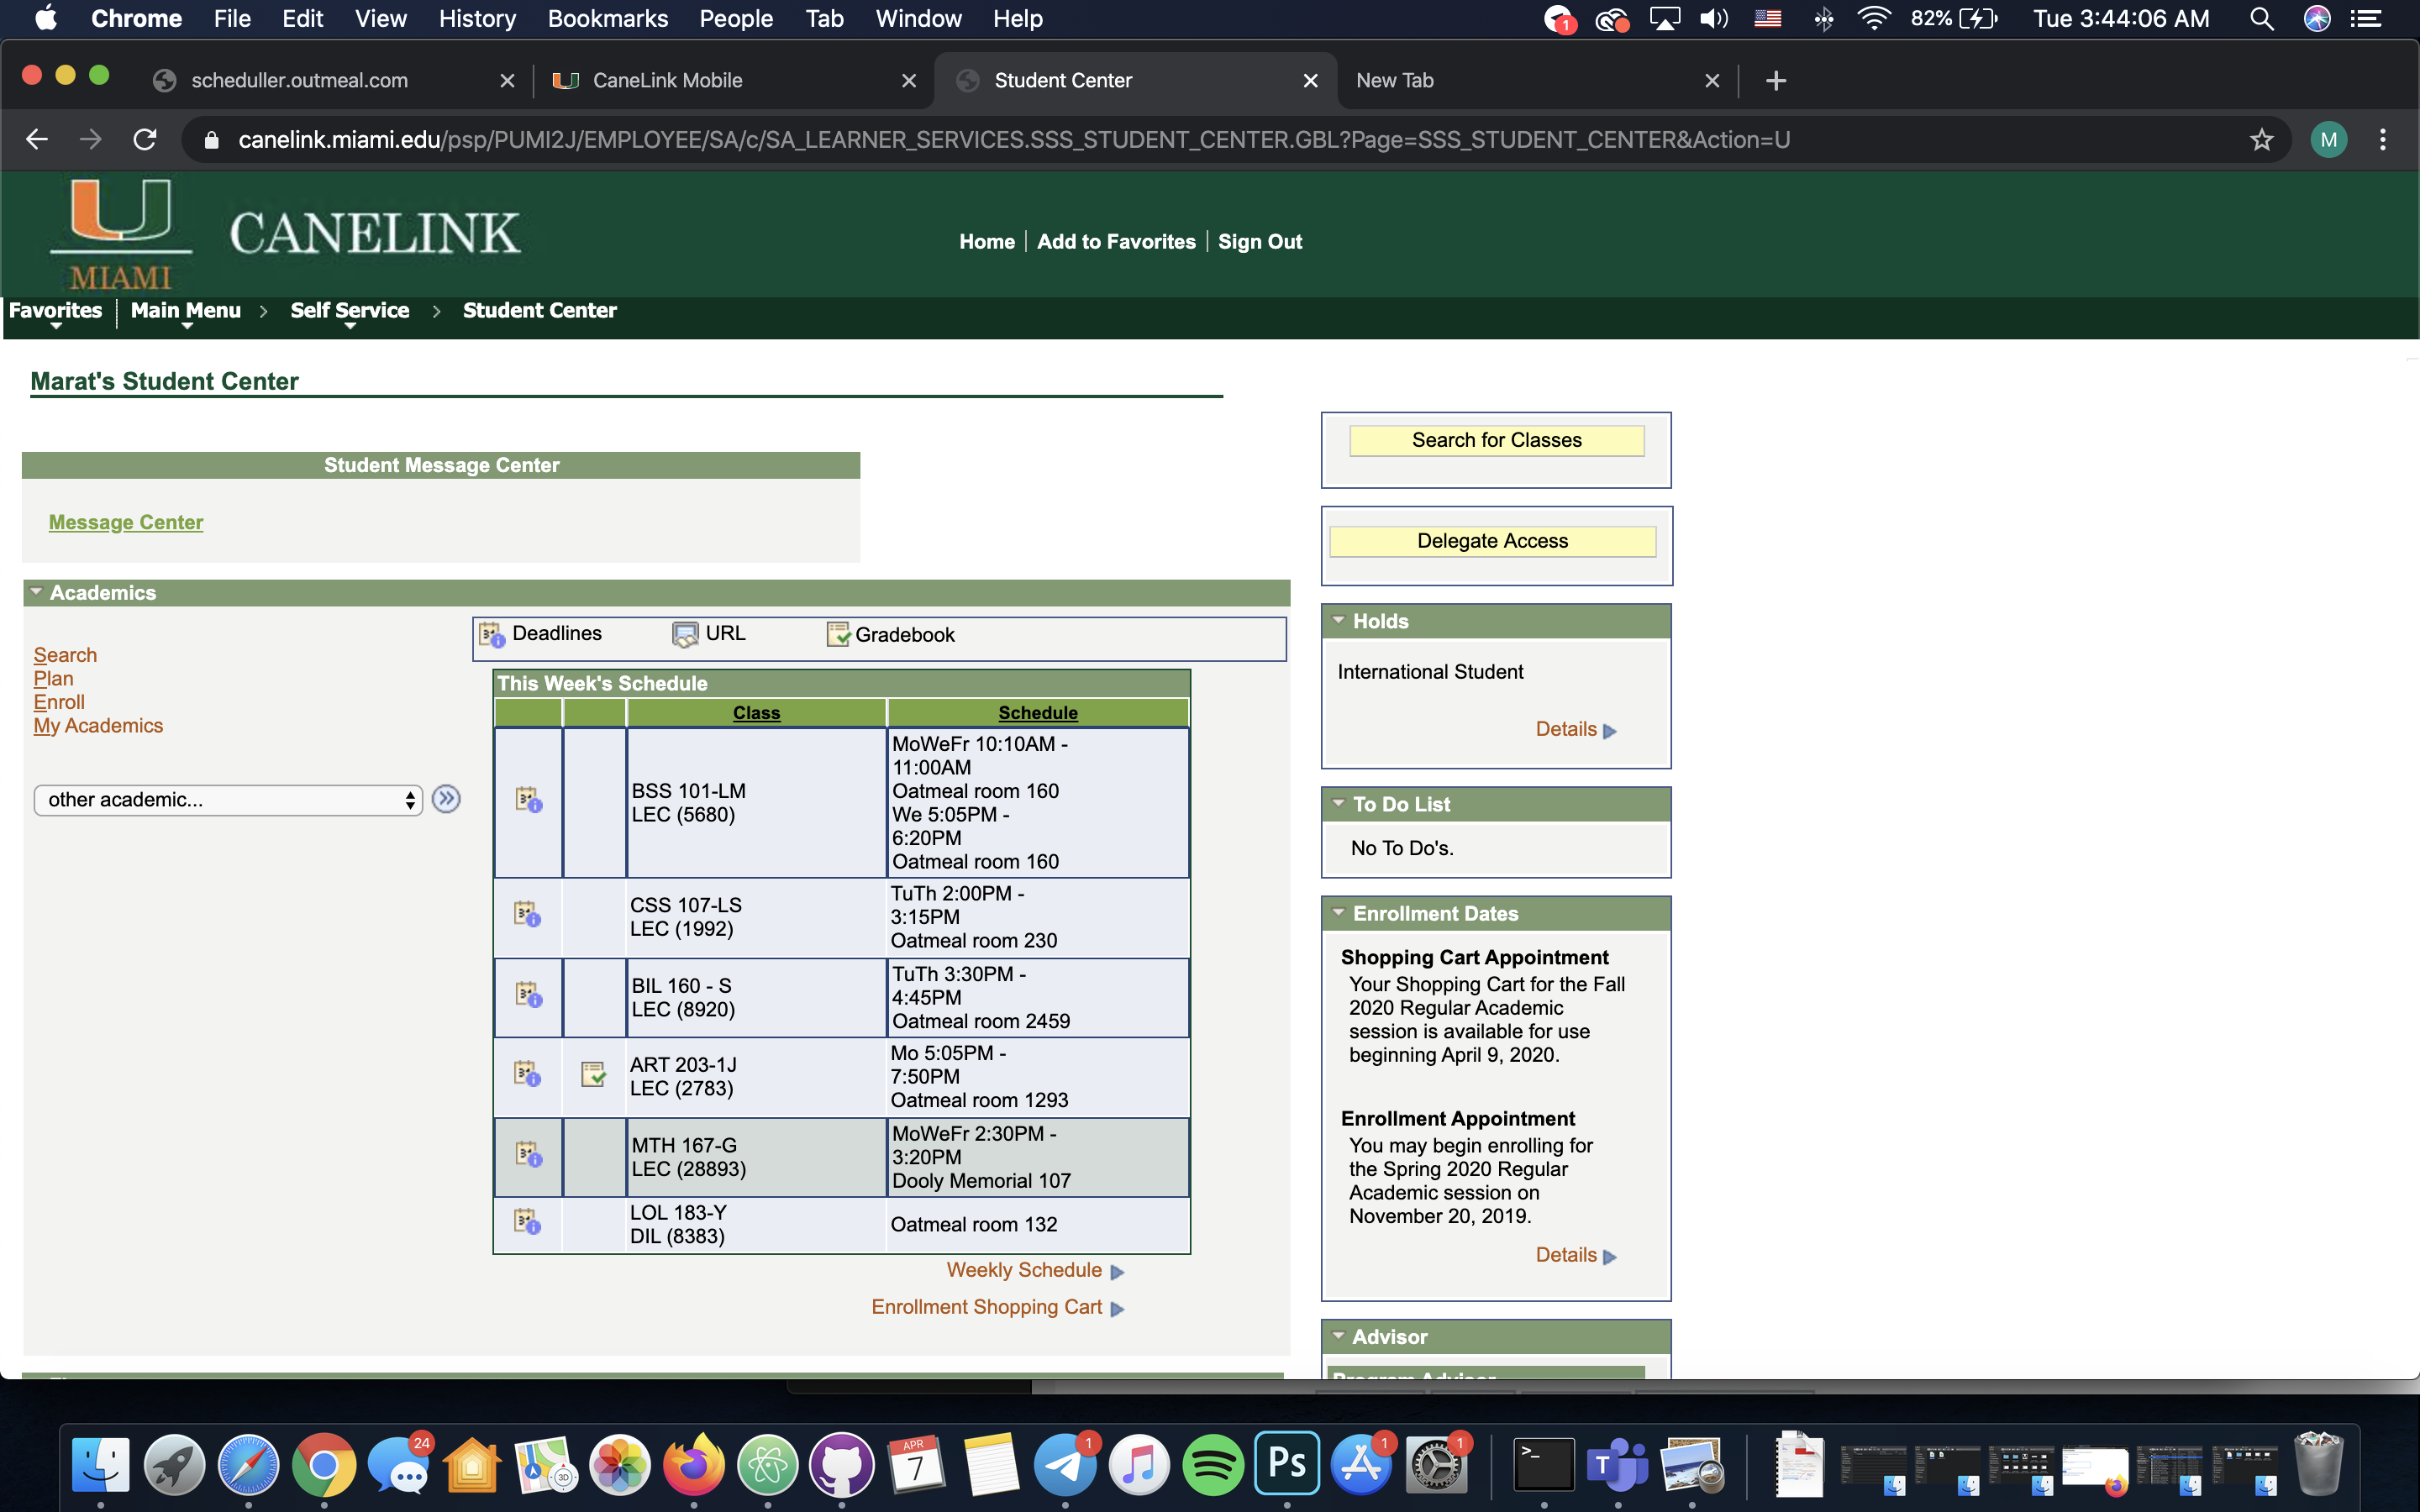 Chrome File Edit View History Bookmarks People Tab Window Help 1 82% Tue 3:44:06 AM
scheduller.outmeal.com CaneLink Mobile Student Center New Tab
canelink.miami.edu/psp/PUMI2J/EMPLOYEE/SA/c/SA_LEARNER_SERVICES.SSS_STUDENT_CENTER.GBL?Page=SSS_STUDENT_CENTER&Action=U M
MIAMI
CANELINK
Home Add to Favorites Sign Out
Favorites Main Menu > Self Service > Student Center
Marat's Student Center
Student Message Center
Message Center
Academics
Search
Plan
Enroll
My Academics
other academic...
Deadlines URL Gradebook
This Week's Schedule
Class Schedule
BSS 101-LM
LEC (5680)
MoWeFr 10:10AM -
11:00AM
Oatmeal room 160
We 5:05PM -
6:20PM
Oatmeal room 160
CSS 107-LS
LEC (1992)
TuTh 2:00PM -
3:15PM
Oatmeal room 230
BIL 160 - S
LEC (8920)
TuTh 3:30PM -
4:45PM
Oatmeal room 2459
ART 203-1J
LEC (2783)
Mo 5:05PM -
7:50PM
Oatmeal room 1293
MTH 167-G
LEC (28893)
MoWeFr 2:30PM -
3:20PM
Dooly Memorial 107
LOL 183-Y
DIL (8383)
Oatmeal room 132
Weekly Schedule
Enrollment Shopping Cart
Search for Classes
Delegate Access
Holds
International Student
Details
To Do List
No To Do's.
Enrollment Dates
Shopping Cart Appointment
Your Shopping Cart for the Fall
2020 Regular Academic
session is available for use
beginning April 9, 2020.
Enrollment Appointment
You may begin enrolling for
the Spring 2020 Regular
Academic session on
November 20, 2019.
Details
Advisor
Program Advisor
24
3D
APR
7
1
Ps
1
1
>_
T